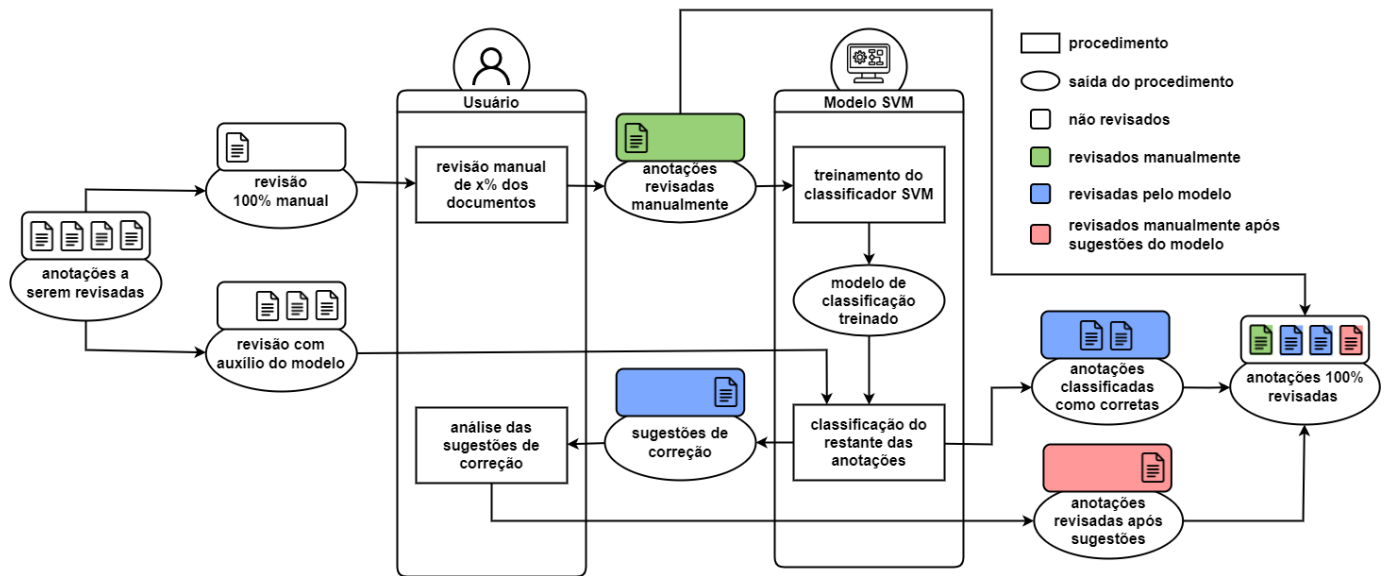 Usuário
Modelo SVM
procedimento
saída do procedimento
não revisados
revisados manualmente
revisadas pelo modelo
revisados manualmente após
sugestões do modelo
anotações a
serem revisadas
revisão
100% manual
revisão manual
de x% dos
documentos
anotações
revisadas
manualmente
treinamento do
classificador SVM
modelo de
classificação
treinado
revisão com
auxílio do modelo
análise das
sugestões de
correção
sugestões de
correção
classificação do
restante das
anotações
anotações
classificadas
como corretas
anotações 100%
revisadas
anotações
revisadas após
sugestões